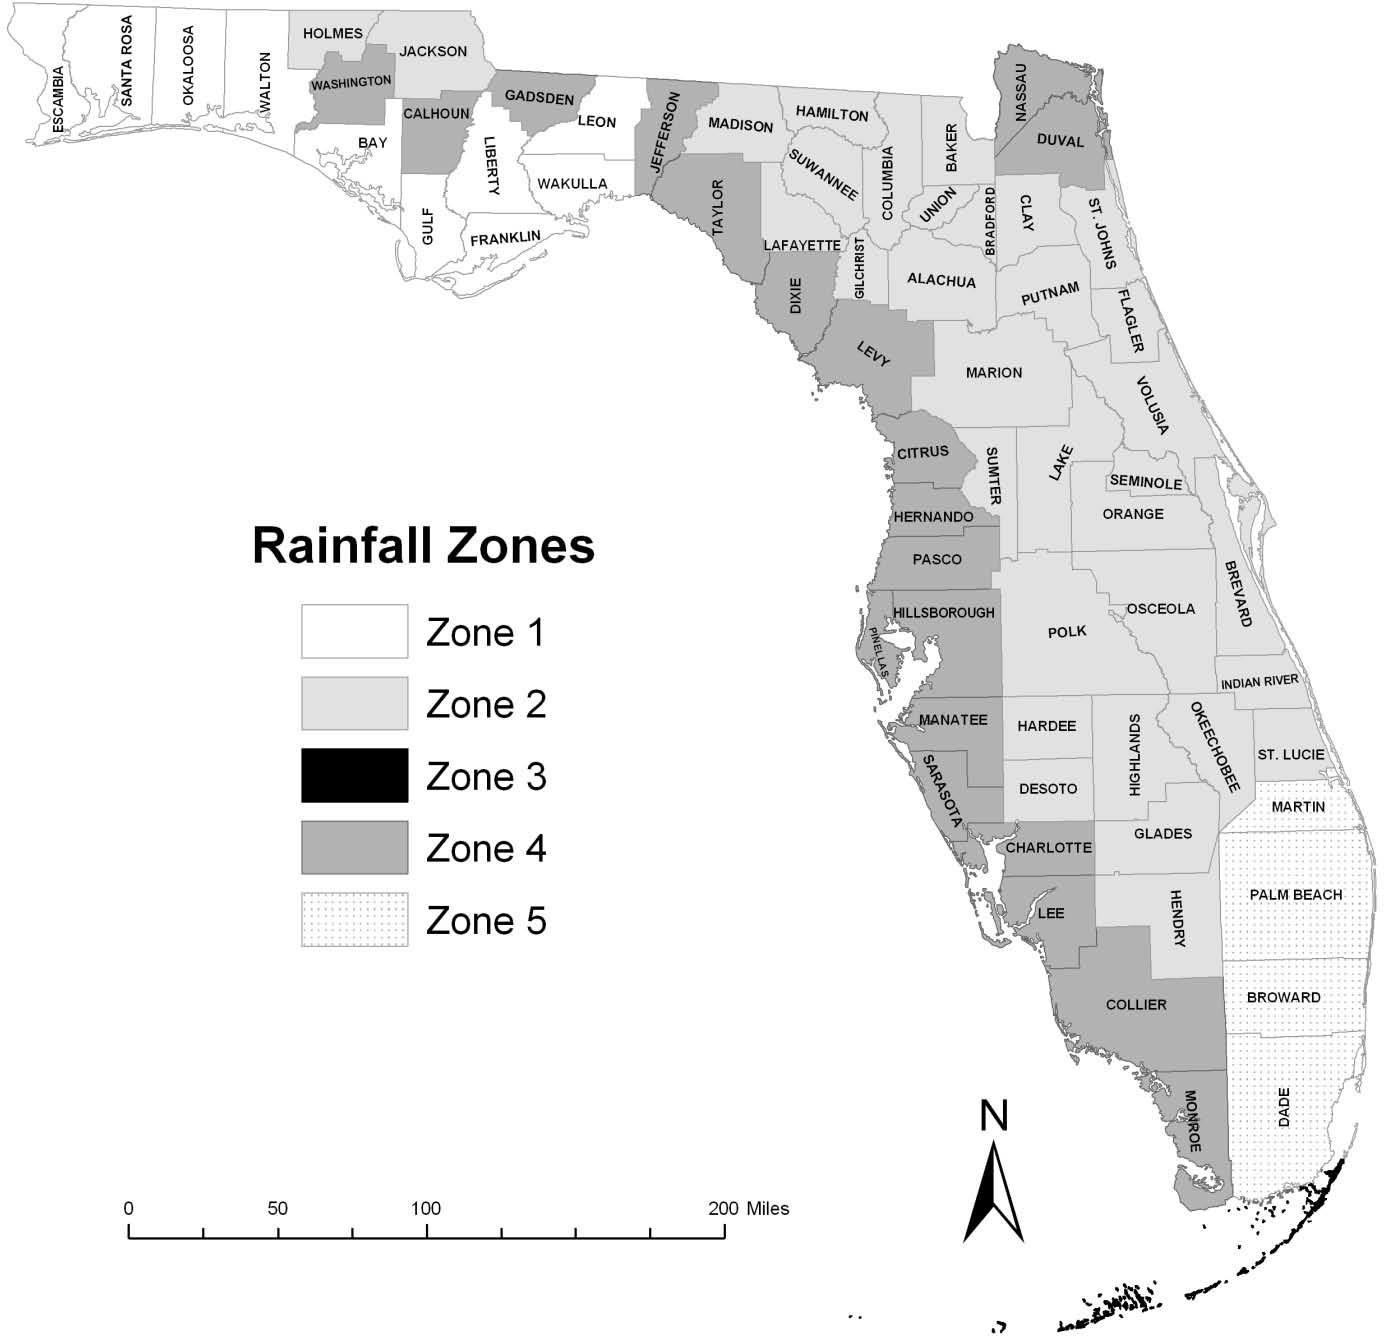 ESCAMBIA
SANTA ROSA
OKALOOSA
WALTON
HOLMES
JACKSON
WASHINGTON
CALHOUN
GADSDEN
LEON
BAY
LIBERTY
WAKULLA
GULF
FRANKLIN
JEFFERSON
MADISON
HAMILTON
TAYLOR
SUWANNEE
COLUMBIA
BAKER
NASSAU
DUVAL
UNION
BRADFORD
CLAY
ST. JOHNS
LAFAYETTE
GILCHRIST
ALACHUA
PUTNAM
FLAGLER
DIXIE
LEVY
MARION
VOLUSIA
CITRUS
SUMTER
LAKE
SEMINOLE
ORANGE
HERNANDO
PASCO
BREVARD
HILLSBOROUGH
PINELLAS
POLK
OSCEOLA
INDIAN RIVER
MANATEE
HARDEE
HIGHLANDS
OKEECHOBEE
ST. LUCIE
SARASOTA
DESOTO
MARTIN
CHARLOTTE
GLADES
LEE
HENDRY
PALM BEACH
COLLIER
BROWARD
MONROE
DADE
Rainfall Zones
Zone 1
Zone 2
Zone 3
Zone 4
Zone 5
N
0 50 100 200 Miles